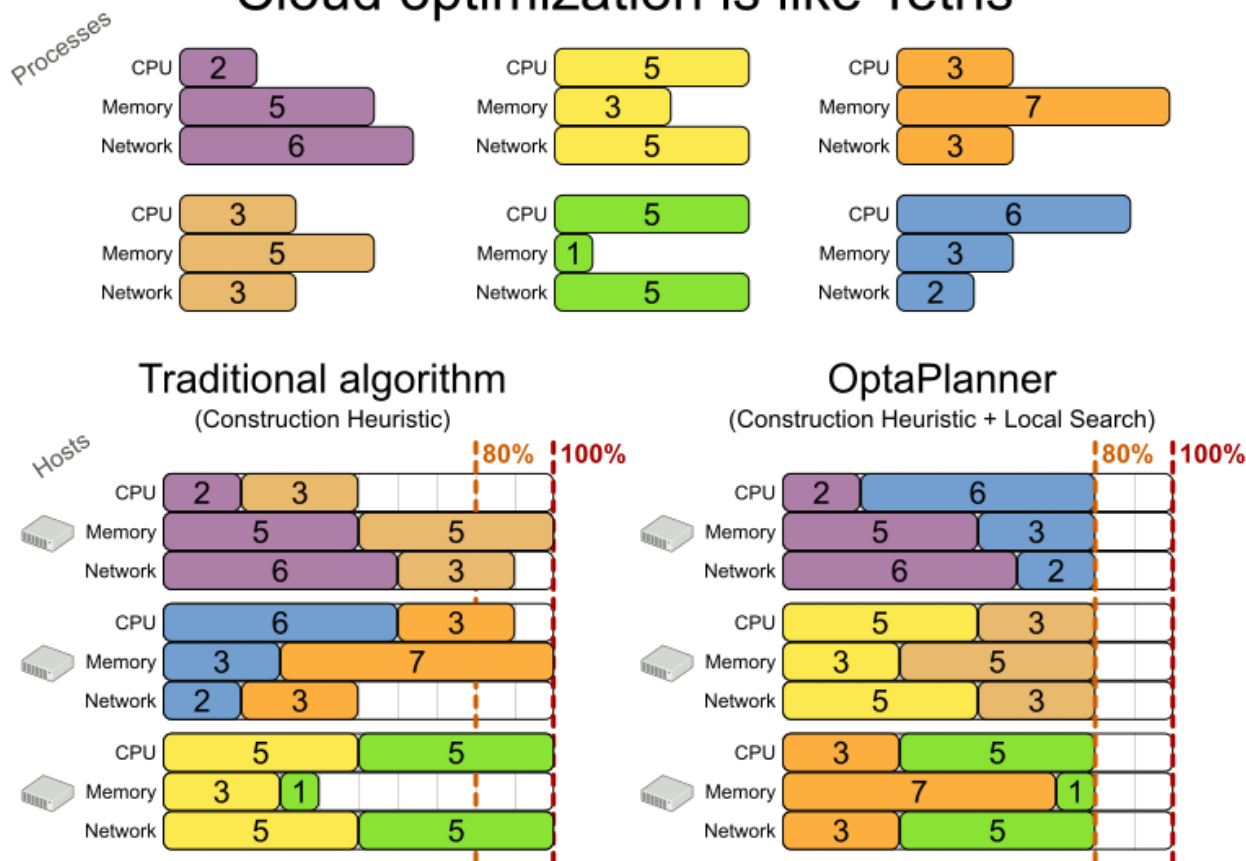 Cloud optimization is like Tetris
Processes
CPU 2 CPU 5 CPU 3
Memory 5 Memory 3 Memory 7
Network 6 Network 5 Network 3
CPU 3 CPU 5 CPU 6
Memory 5 Memory 1 Memory 3
Network 3 Network 5 Network 2
Traditional algorithm
(Construction Heuristic)
Hosts
80% 100%
CPU 2 3
Memory 5 5
Network 6 3
CPU 6 3
Memory 3 7
Network 2 3
CPU 5 5
Memory 3 1
Network 5 5
OptaPlanner
(Construction Heuristic + Local Search)
80% 100%
CPU 2 6
Memory 5 3
Network 6 2
CPU 5 3
Memory 3 5
Network 5 3
CPU 3 5
Memory 7 1
Network 3 5